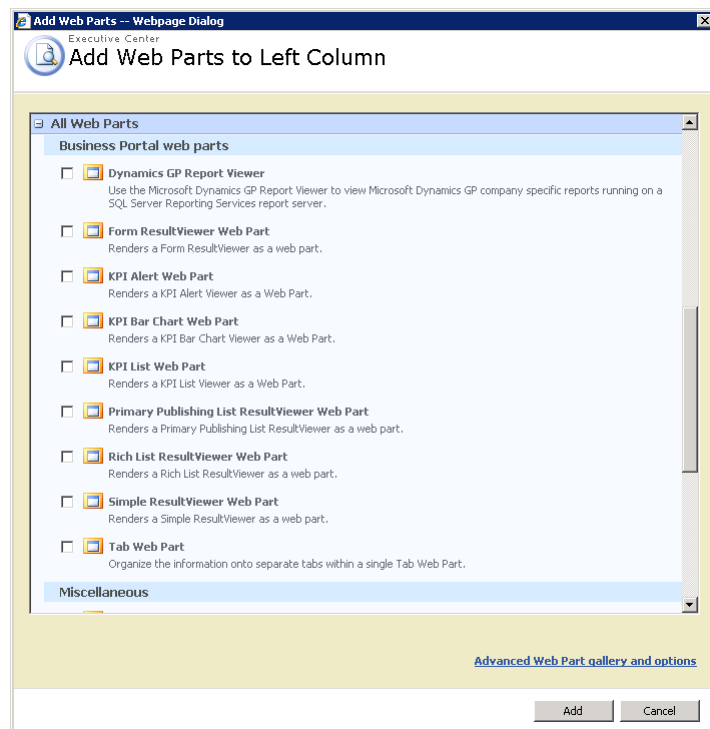 Add Web Parts -- Webpage Dialog
Executive Center
Add Web Parts to Left Column
All Web Parts
Business Portal web parts
Dynamics GP Report Viewer
Use the Microsoft Dynamics GP Report Viewer to view Microsoft Dynamics GP company specific reports running on a
SQL Server Reporting Services report server.
Form ResultViewer Web Part
Renders a Form ResultViewer as a web part.
KPI Alert Web Part
Renders a KPI Alert Viewer as a Web Part.
KPI Bar Chart Web Part
Renders a KPI Bar Chart Viewer as a Web Part.
KPI List Web Part
Renders a KPI List Viewer as a Web Part.
Primary Publishing List ResultViewer Web Part
Renders a Primary Publishing List ResultViewer as a web part.
Rich List ResultViewer Web Part
Renders a Rich List ResultViewer as a web part.
Simple ResultViewer Web Part
Renders a Simple ResultViewer as a web part.
Tab Web Part
Organize the information onto separate tabs within a single Tab Web Part.
Miscellaneous
Advanced Web Part gallery and options
Add Cancel